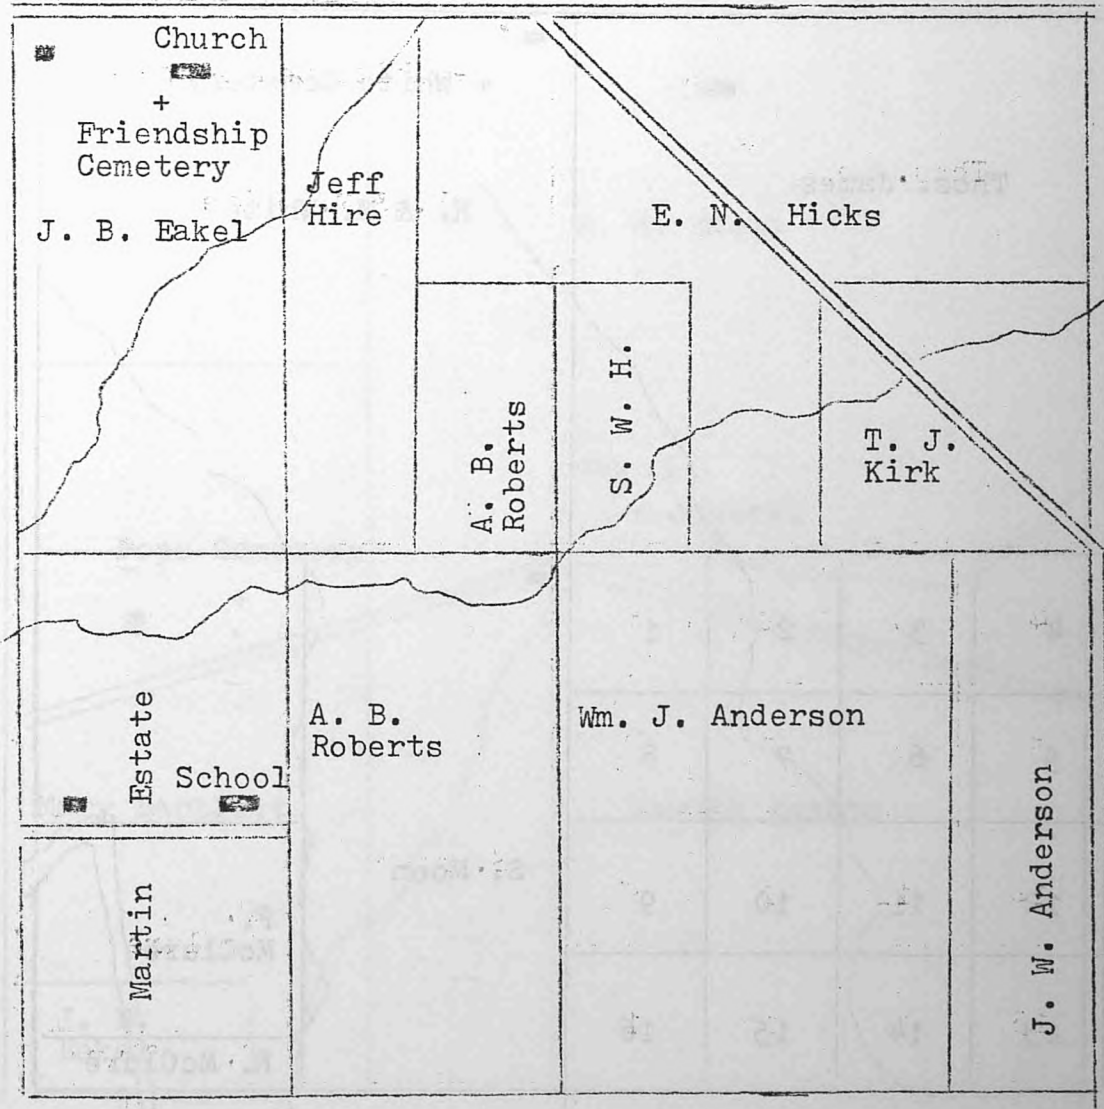 Church
+
Friendship
Cemetery
J. B. Eakel
Jeff
Hire
E. N. Hicks
A. B.
Roberts
S. W. H.
T. J.
Kirk
Estate
School
Martin
A. B.
Roberts
Wm. J. Anderson
J. W. Anderson